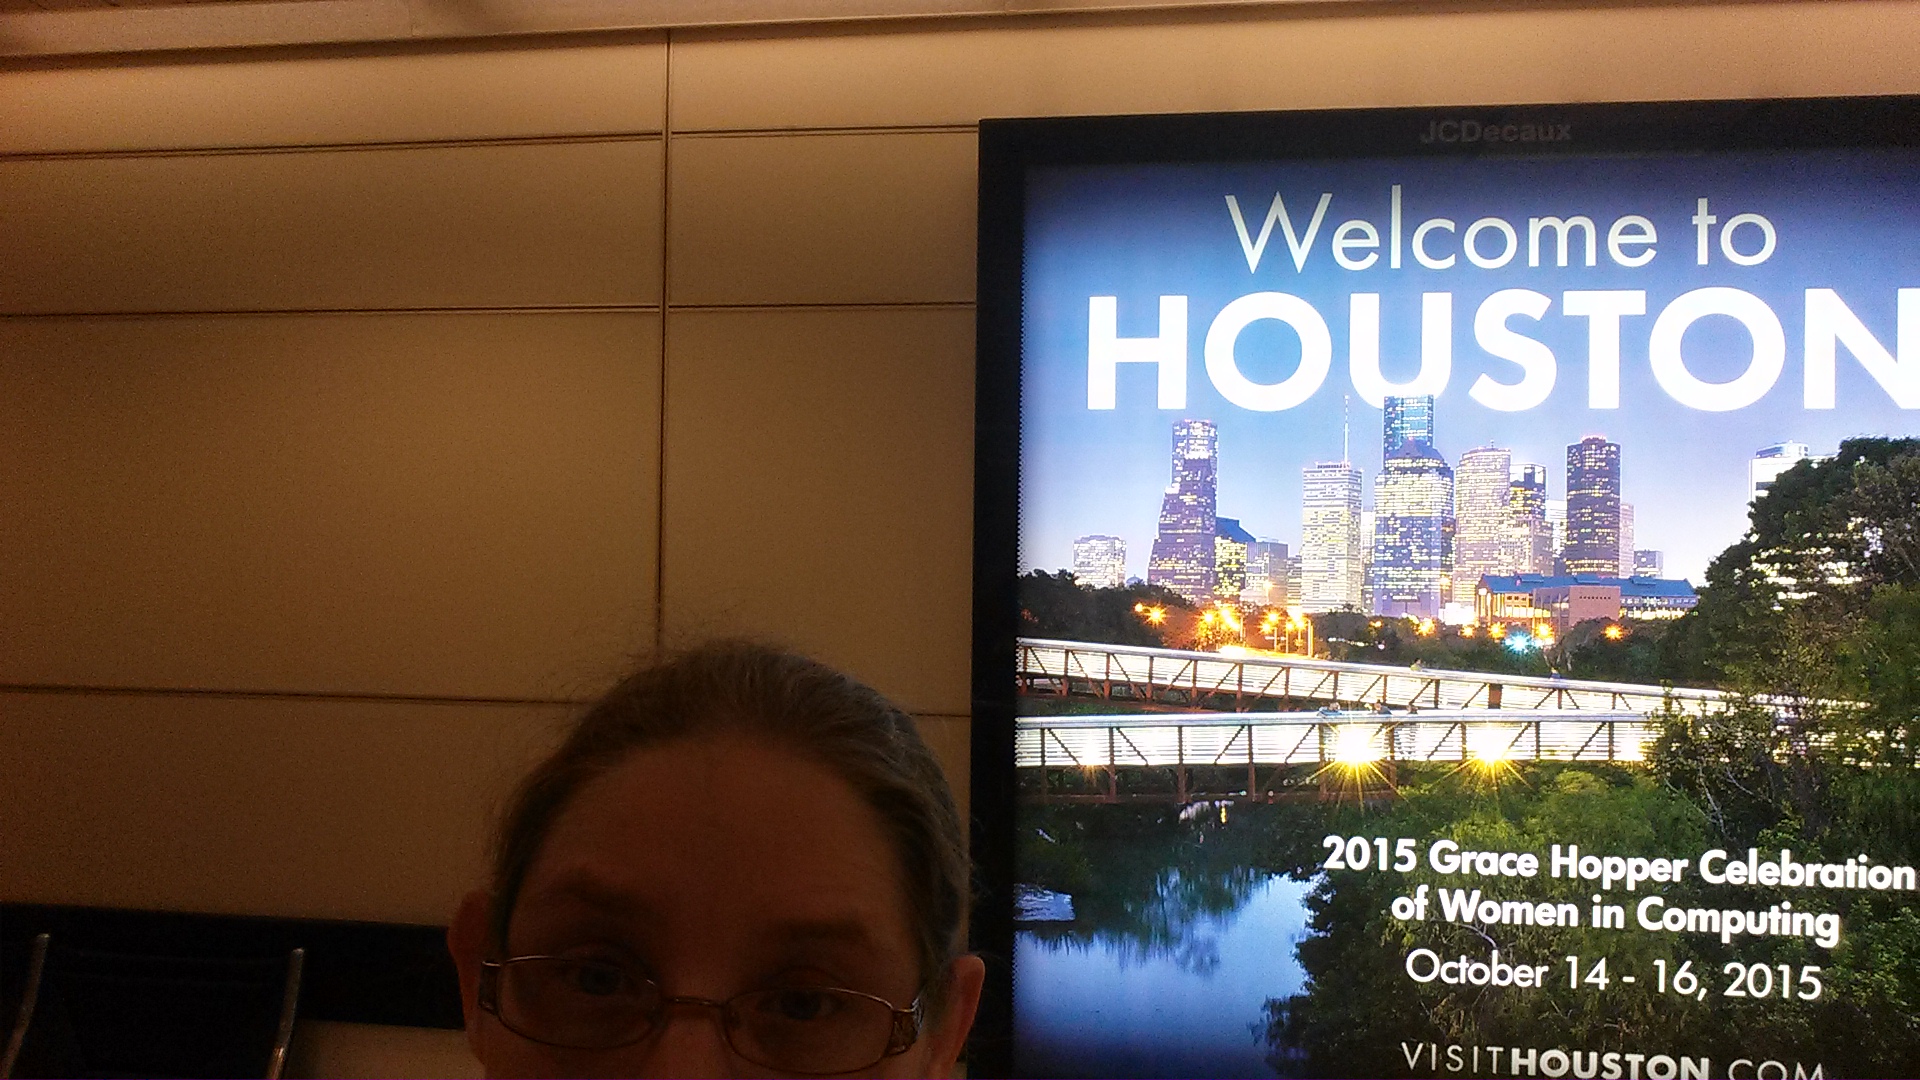 JCDecaux
Welcome to
HOUSTON
2015 Grace Hopper Celebration
of Women in Computing
October 14 - 16, 2015
VISITHOUSTON.COM